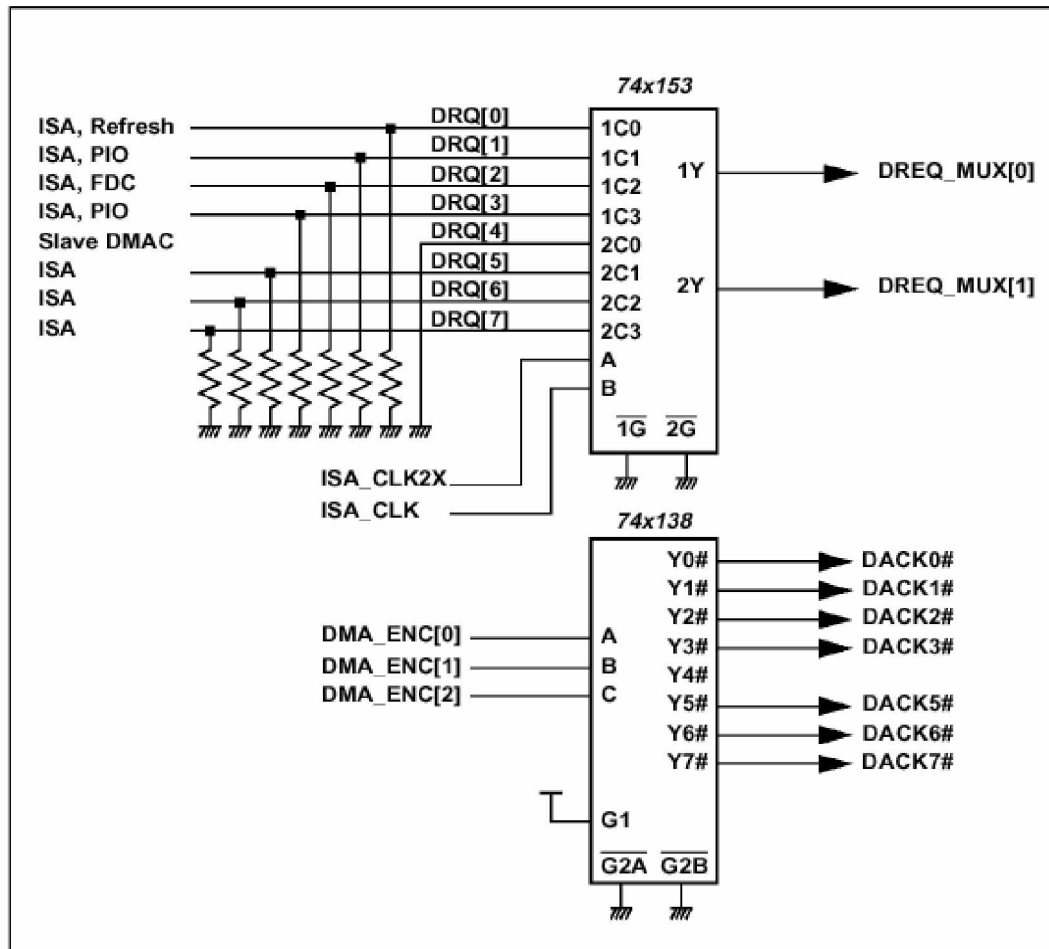 74x153
ISA, Refresh DRQ[0] 1C0
ISA, PIO DRQ[1] 1C1 1Y DREQ_MUX[0]
ISA, FDC DRQ[2] 1C2
ISA, PIO DRQ[3] 1C3
Slave DMAC DRQ[4] 2C0
ISA DRQ[5] 2C1 2Y DREQ_MUX[1]
ISA DRQ[6] 2C2
ISA DRQ[7] 2C3
A
B
1G 2G
ISA_CLK2X
ISA_CLK
74x138
Y0# DACK0#
Y1# DACK1#
Y2# DACK2#
DMA_ENC[0] A Y3# DACK3#
DMA_ENC[1] B Y4#
DMA_ENC[2] C Y5# DACK5#
Y6# DACK6#
Y7# DACK7#
G1
G2A G2B